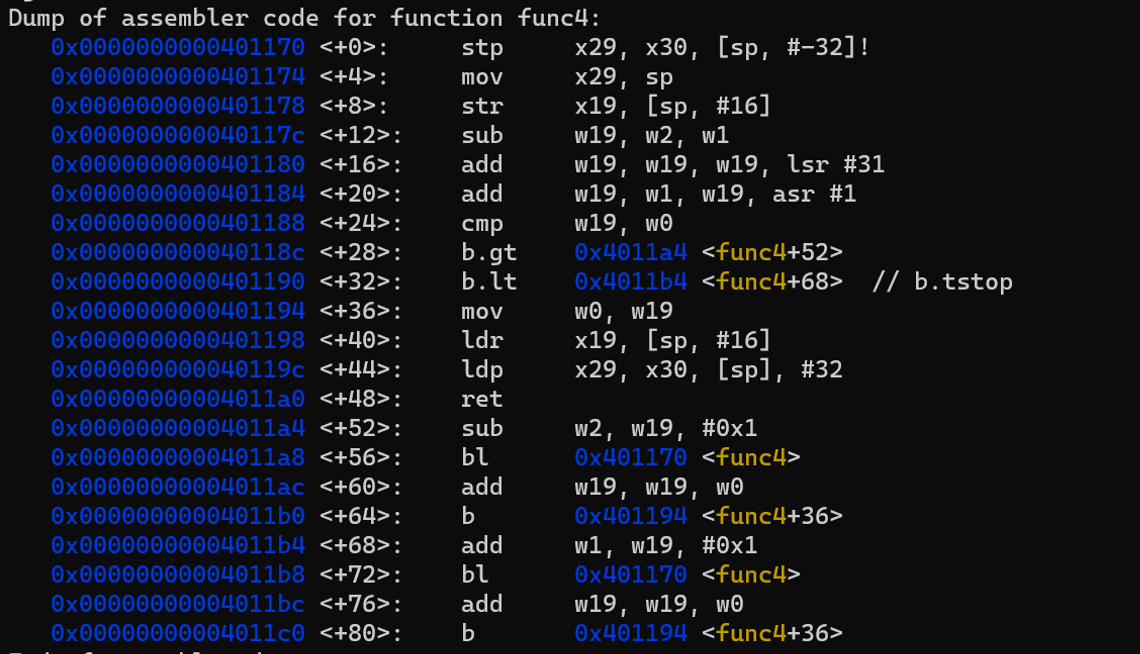 Dump of assembler code for function func4:
   0x0000000000401170 <+0>:     stp     x29, x30, [sp, #-32]!
   0x0000000000401174 <+4>:     mov     x29, sp
   0x0000000000401178 <+8>:     str     x19, [sp, #16]
   0x000000000040117c <+12>:    sub     w19, w2, w1
   0x0000000000401180 <+16>:    add     w19, w19, w19, lsr #31
   0x0000000000401184 <+20>:    add     w19, w1, w19, asr #1
   0x0000000000401188 <+24>:    cmp     w19, w0
   0x000000000040118c <+28>:    b.gt    0x4011a4 <func4+52>
   0x0000000000401190 <+32>:    b.lt    0x4011b4 <func4+68>  // b.tstop
   0x0000000000401194 <+36>:    mov     w0, w19
   0x0000000000401198 <+40>:    ldr     x19, [sp, #16]
   0x000000000040119c <+44>:    ldp     x29, x30, [sp], #32
   0x00000000004011a0 <+48>:    ret
   0x00000000004011a4 <+52>:    sub     w2, w19, #0x1
   0x00000000004011a8 <+56>:    bl      0x401170 <func4>
   0x00000000004011ac <+60>:    add     w19, w19, w0
   0x00000000004011b0 <+64>:    b       0x401194 <func4+36>
   0x00000000004011b4 <+68>:    add     w1, w19, #0x1
   0x00000000004011b8 <+72>:    bl      0x401170 <func4>
   0x00000000004011bc <+76>:    add     w19, w19, w0
   0x00000000004011c0 <+80>:    b       0x401194 <func4+36>